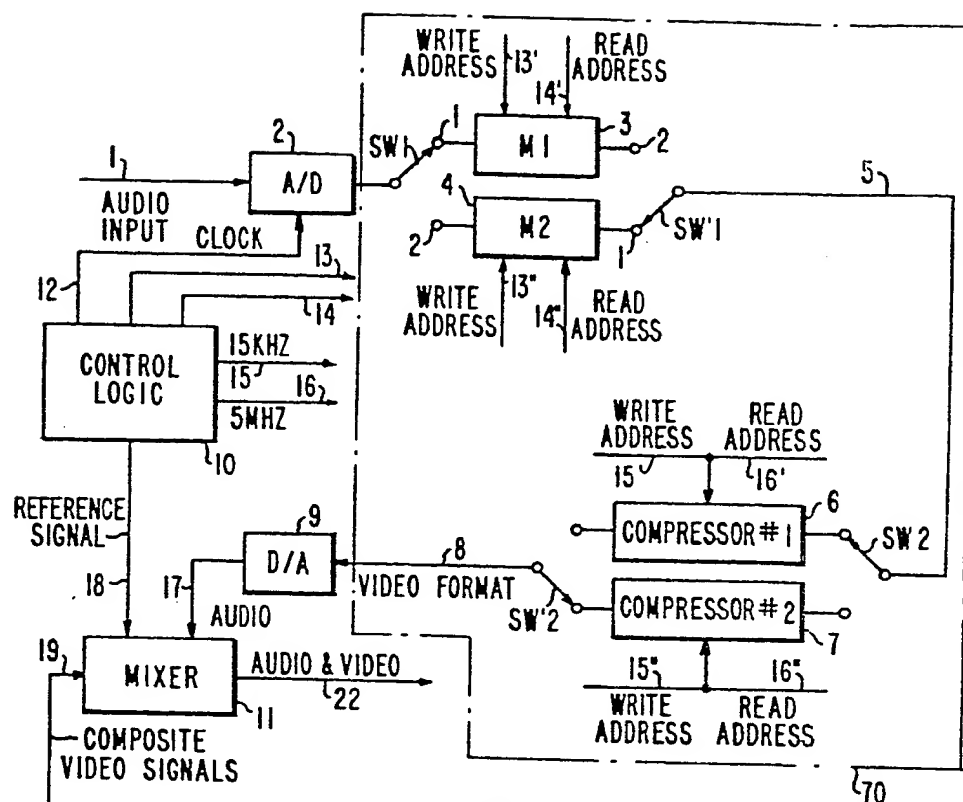 WRITE
ADDRESS
13'
READ
ADDRESS
14'
1
AUDIO
INPUT
2
A/D
SW1
1
M1
3
2
CLOCK
4
2
M2
1
SW'1
5
12
13
14
WRITE
ADDRESS
13"
14"
READ
ADDRESS
CONTROL
LOGIC
15KHZ
15
16
5MHZ
10
WRITE
ADDRESS
READ
ADDRESS
15
16'
6
COMPRESSOR #1
SW2
REFERENCE
SIGNAL
18
17
9
D/A
8
VIDEO FORMAT
SW'2
COMPRESSOR #2
7
AUDIO
19
MIXER
11
AUDIO & VIDEO
22
15"
16"
WRITE
ADDRESS
READ
ADDRESS
COMPOSITE
VIDEO SIGNALS
70